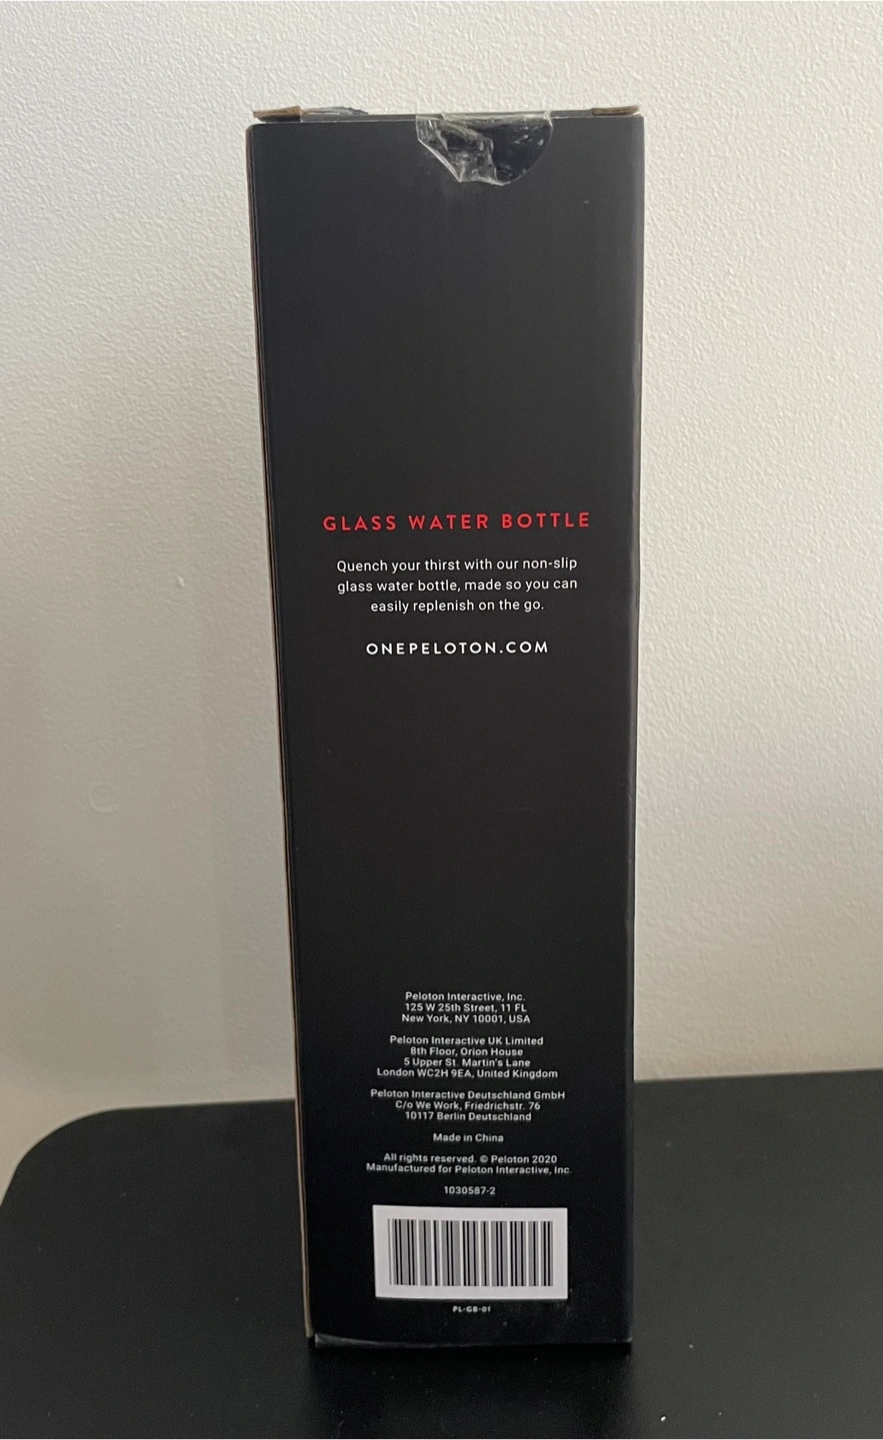 GLASS WATER BOTTLE
Quench your thirst with our non-slip
glass water bottle, made so you can
easily replenish on the go.
ONEPELOTON.COM
Peloton Interactive, Inc.
125 W 25th Street, 11 FL
New York, NY 10001, USA
Peloton Interactive UK Limited
8th Floor, Orion House
5 Upper St. Martin's Lane
London WC2H 9EA, United Kingdom
Peloton Interactive Deutschland GmbH
C/o We Work, Friedrichstr. 76
10117 Berlin Deutschland
Made in China
All rights reserved. © Peloton 2020
Manufactured for Peloton Interactive, Inc.
1030587-2
PL-GB-01